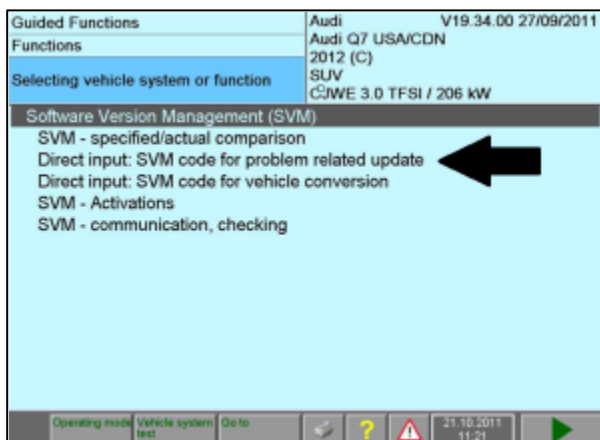 Guided Functions
Functions
Selecting vehicle system or function
Audi V19.34.00 27/09/2011
Audi Q7 USA/CDN
2012 (C)
SUV
CJWE 3.0 TFSI / 206 kW
Software Version Management (SVM)
SVM - specified/actual comparison
Direct input: SVM code for problem related update
Direct input: SVM code for vehicle conversion
SVM - Activations
SVM - communication, checking
Operating mode Vehicle system test Go to ? 21.10.2011 11:21